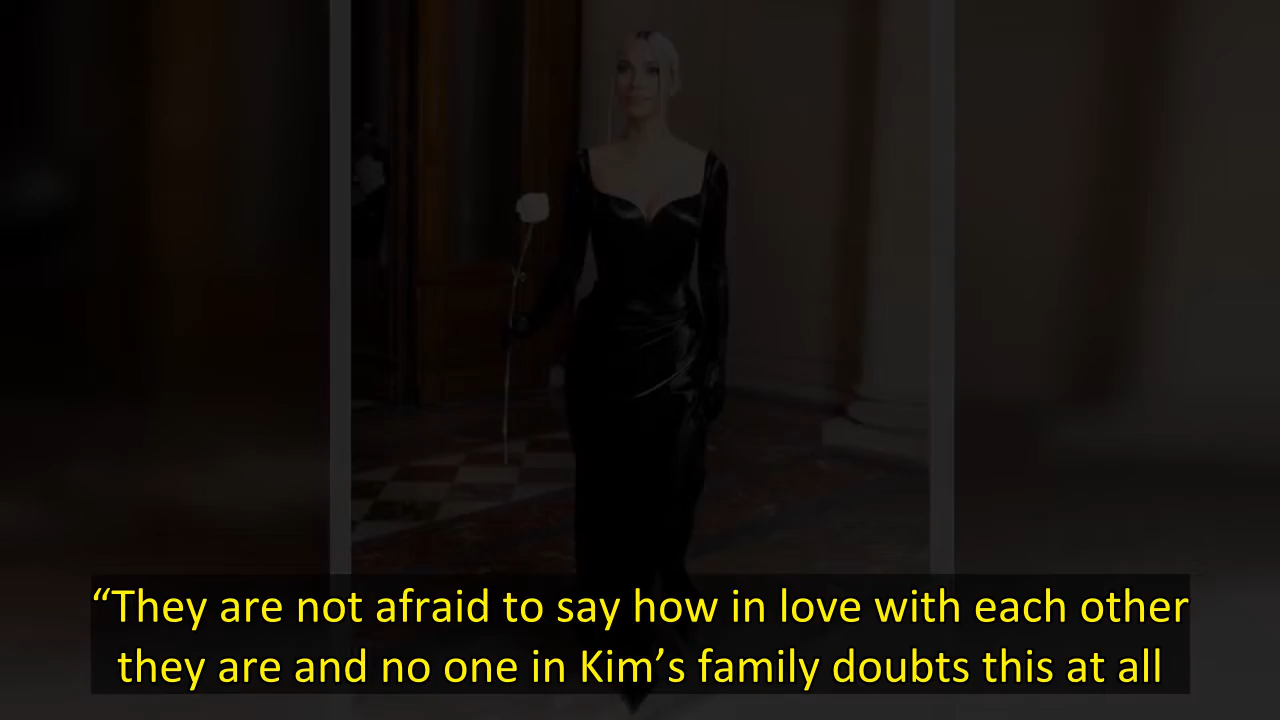 “They are not afraid to say how in love with each other
they are and no one in Kim’s family doubts this at all